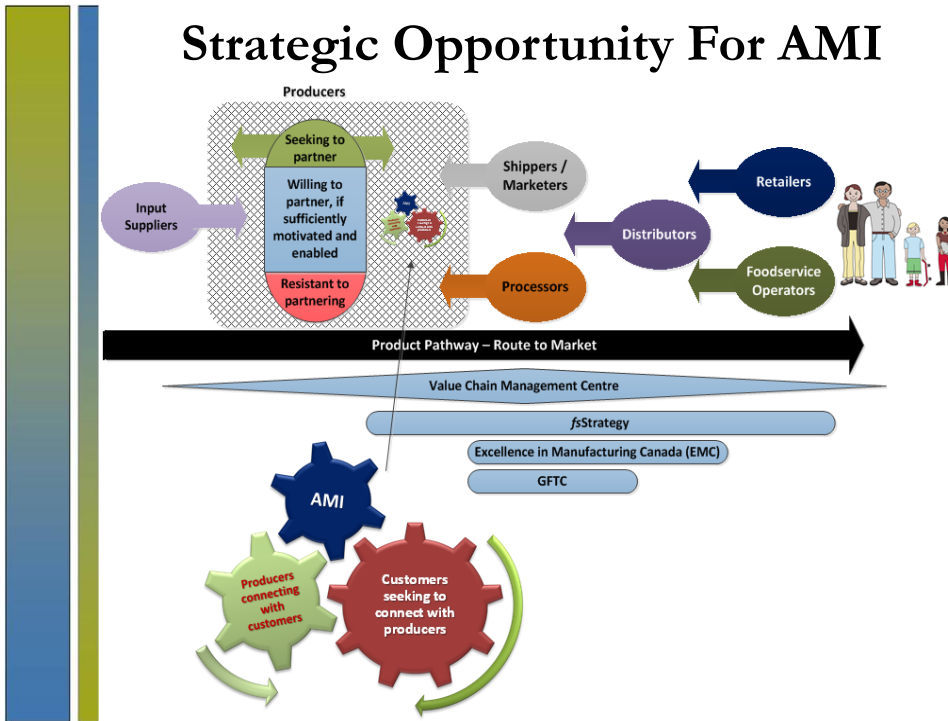 Strategic Opportunity For AMI
Producers
Seeking to
partner
Willing to
partner, if
sufficiently
motivated and
enabled
Resistant to
partnering
Input
Suppliers
Shippers /
Marketers
Processors
Distributors
Retailers
Foodservice
Operators
Product Pathway – Route to Market
Value Chain Management Centre
fsStrategy
Excellence in Manufacturing Canada (EMC)
GFTC
AMI
Producers
connecting
with
customers
Customers
seeking to
connect with
producers